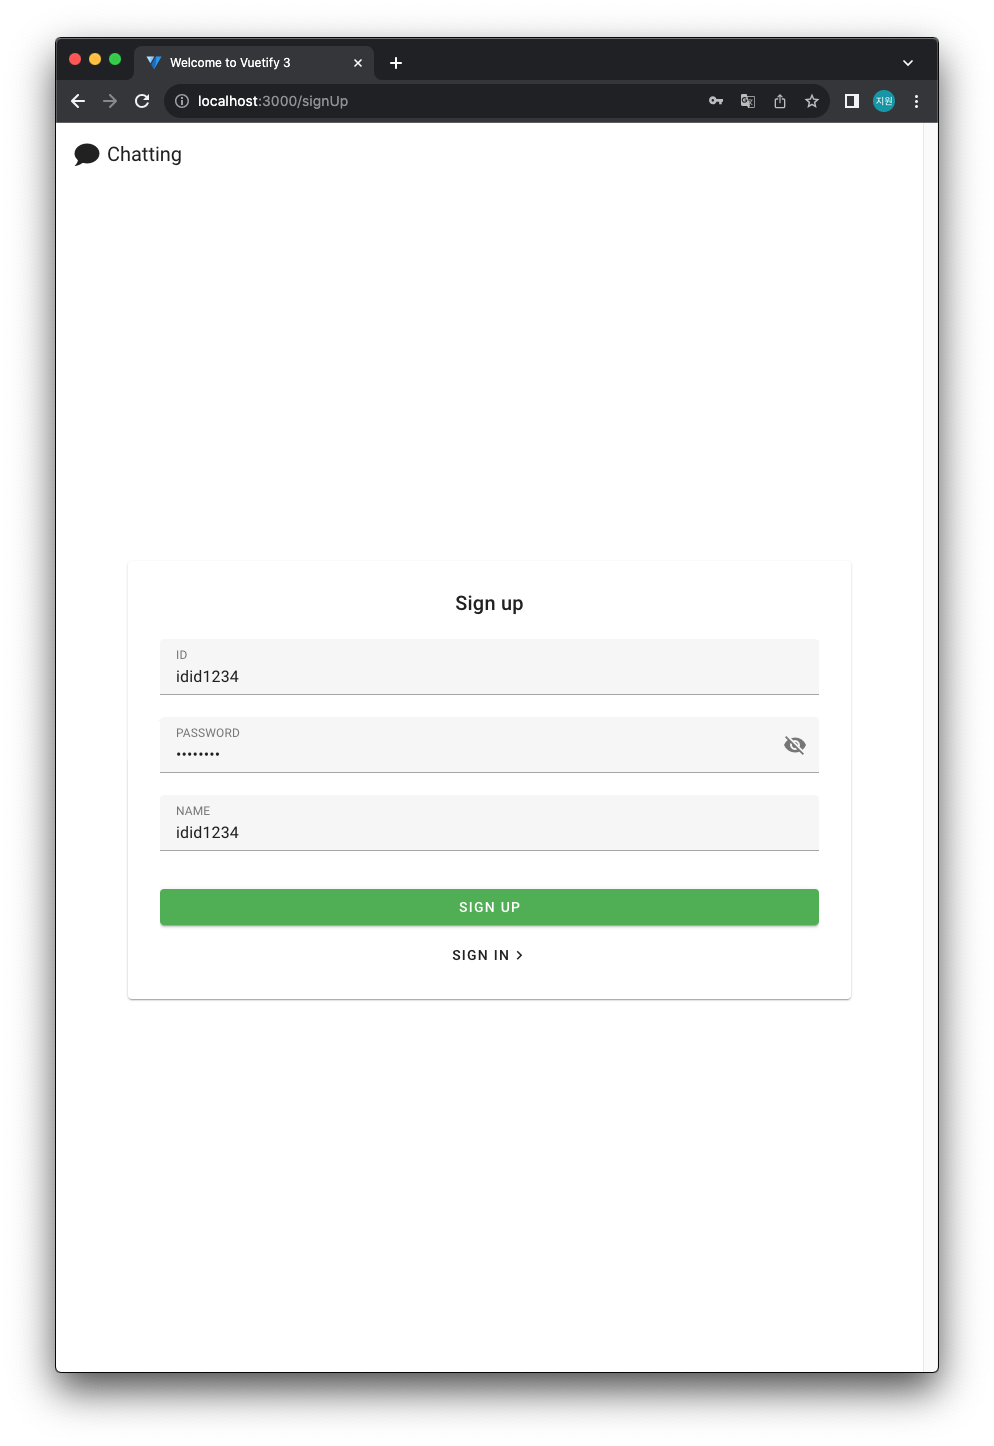 Welcome to Vuetify 3
localhost:3000/signUp
지원
Chatting
Sign up
ID
idid1234
PASSWORD
••••••••
NAME
idid1234
SIGN UP
SIGN IN